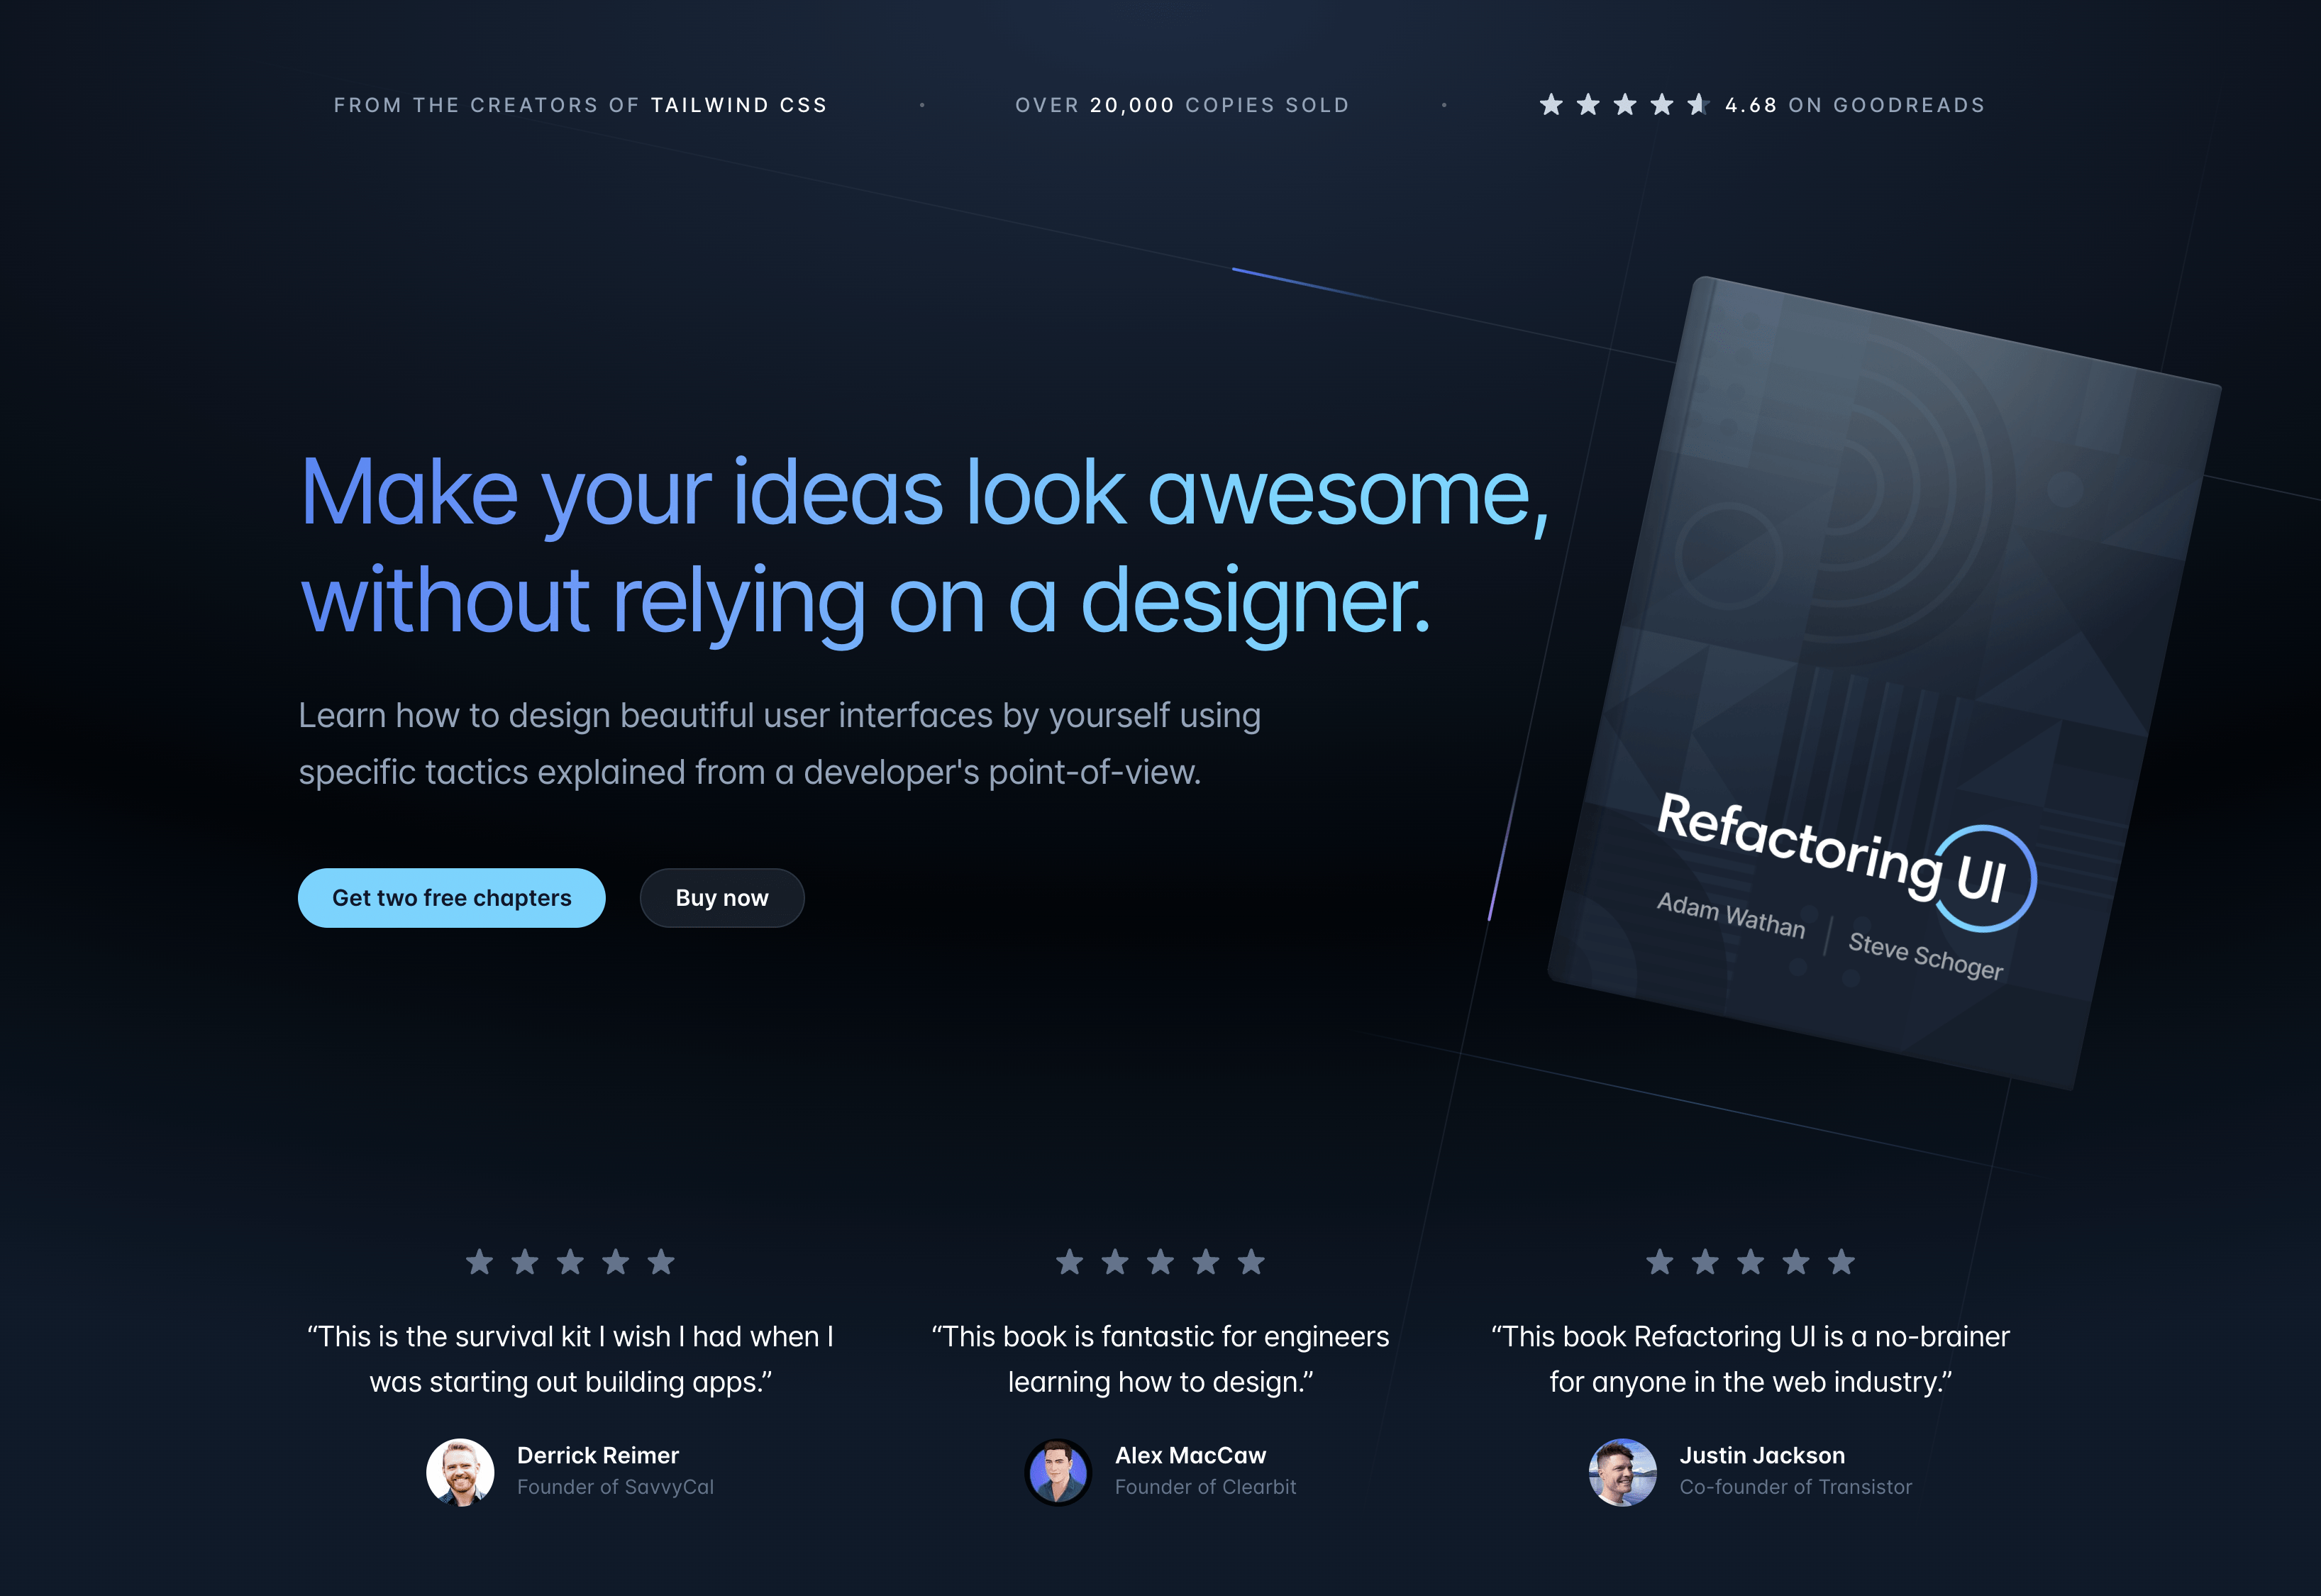 FROM THE CREATORS OF TAILWIND CSS
OVER 20,000 COPIES SOLD
4.68 ON GOODREADS
Make your ideas look awesome,
without relying on a designer.
Learn how to design beautiful user interfaces by yourself using
specific tactics explained from a developer's point-of-view.
Get two free chapters
Buy now
Refactoring UI
Adam Wathan | Steve Schoger
“This is the survival kit I wish I had when I
was starting out building apps.”
Derrick Reimer
Founder of SavvyCal
“This book is fantastic for engineers
learning how to design.”
Alex MacCaw
Founder of Clearbit
“This book Refactoring UI is a no-brainer
for anyone in the web industry.”
Justin Jackson
Co-founder of Transistor